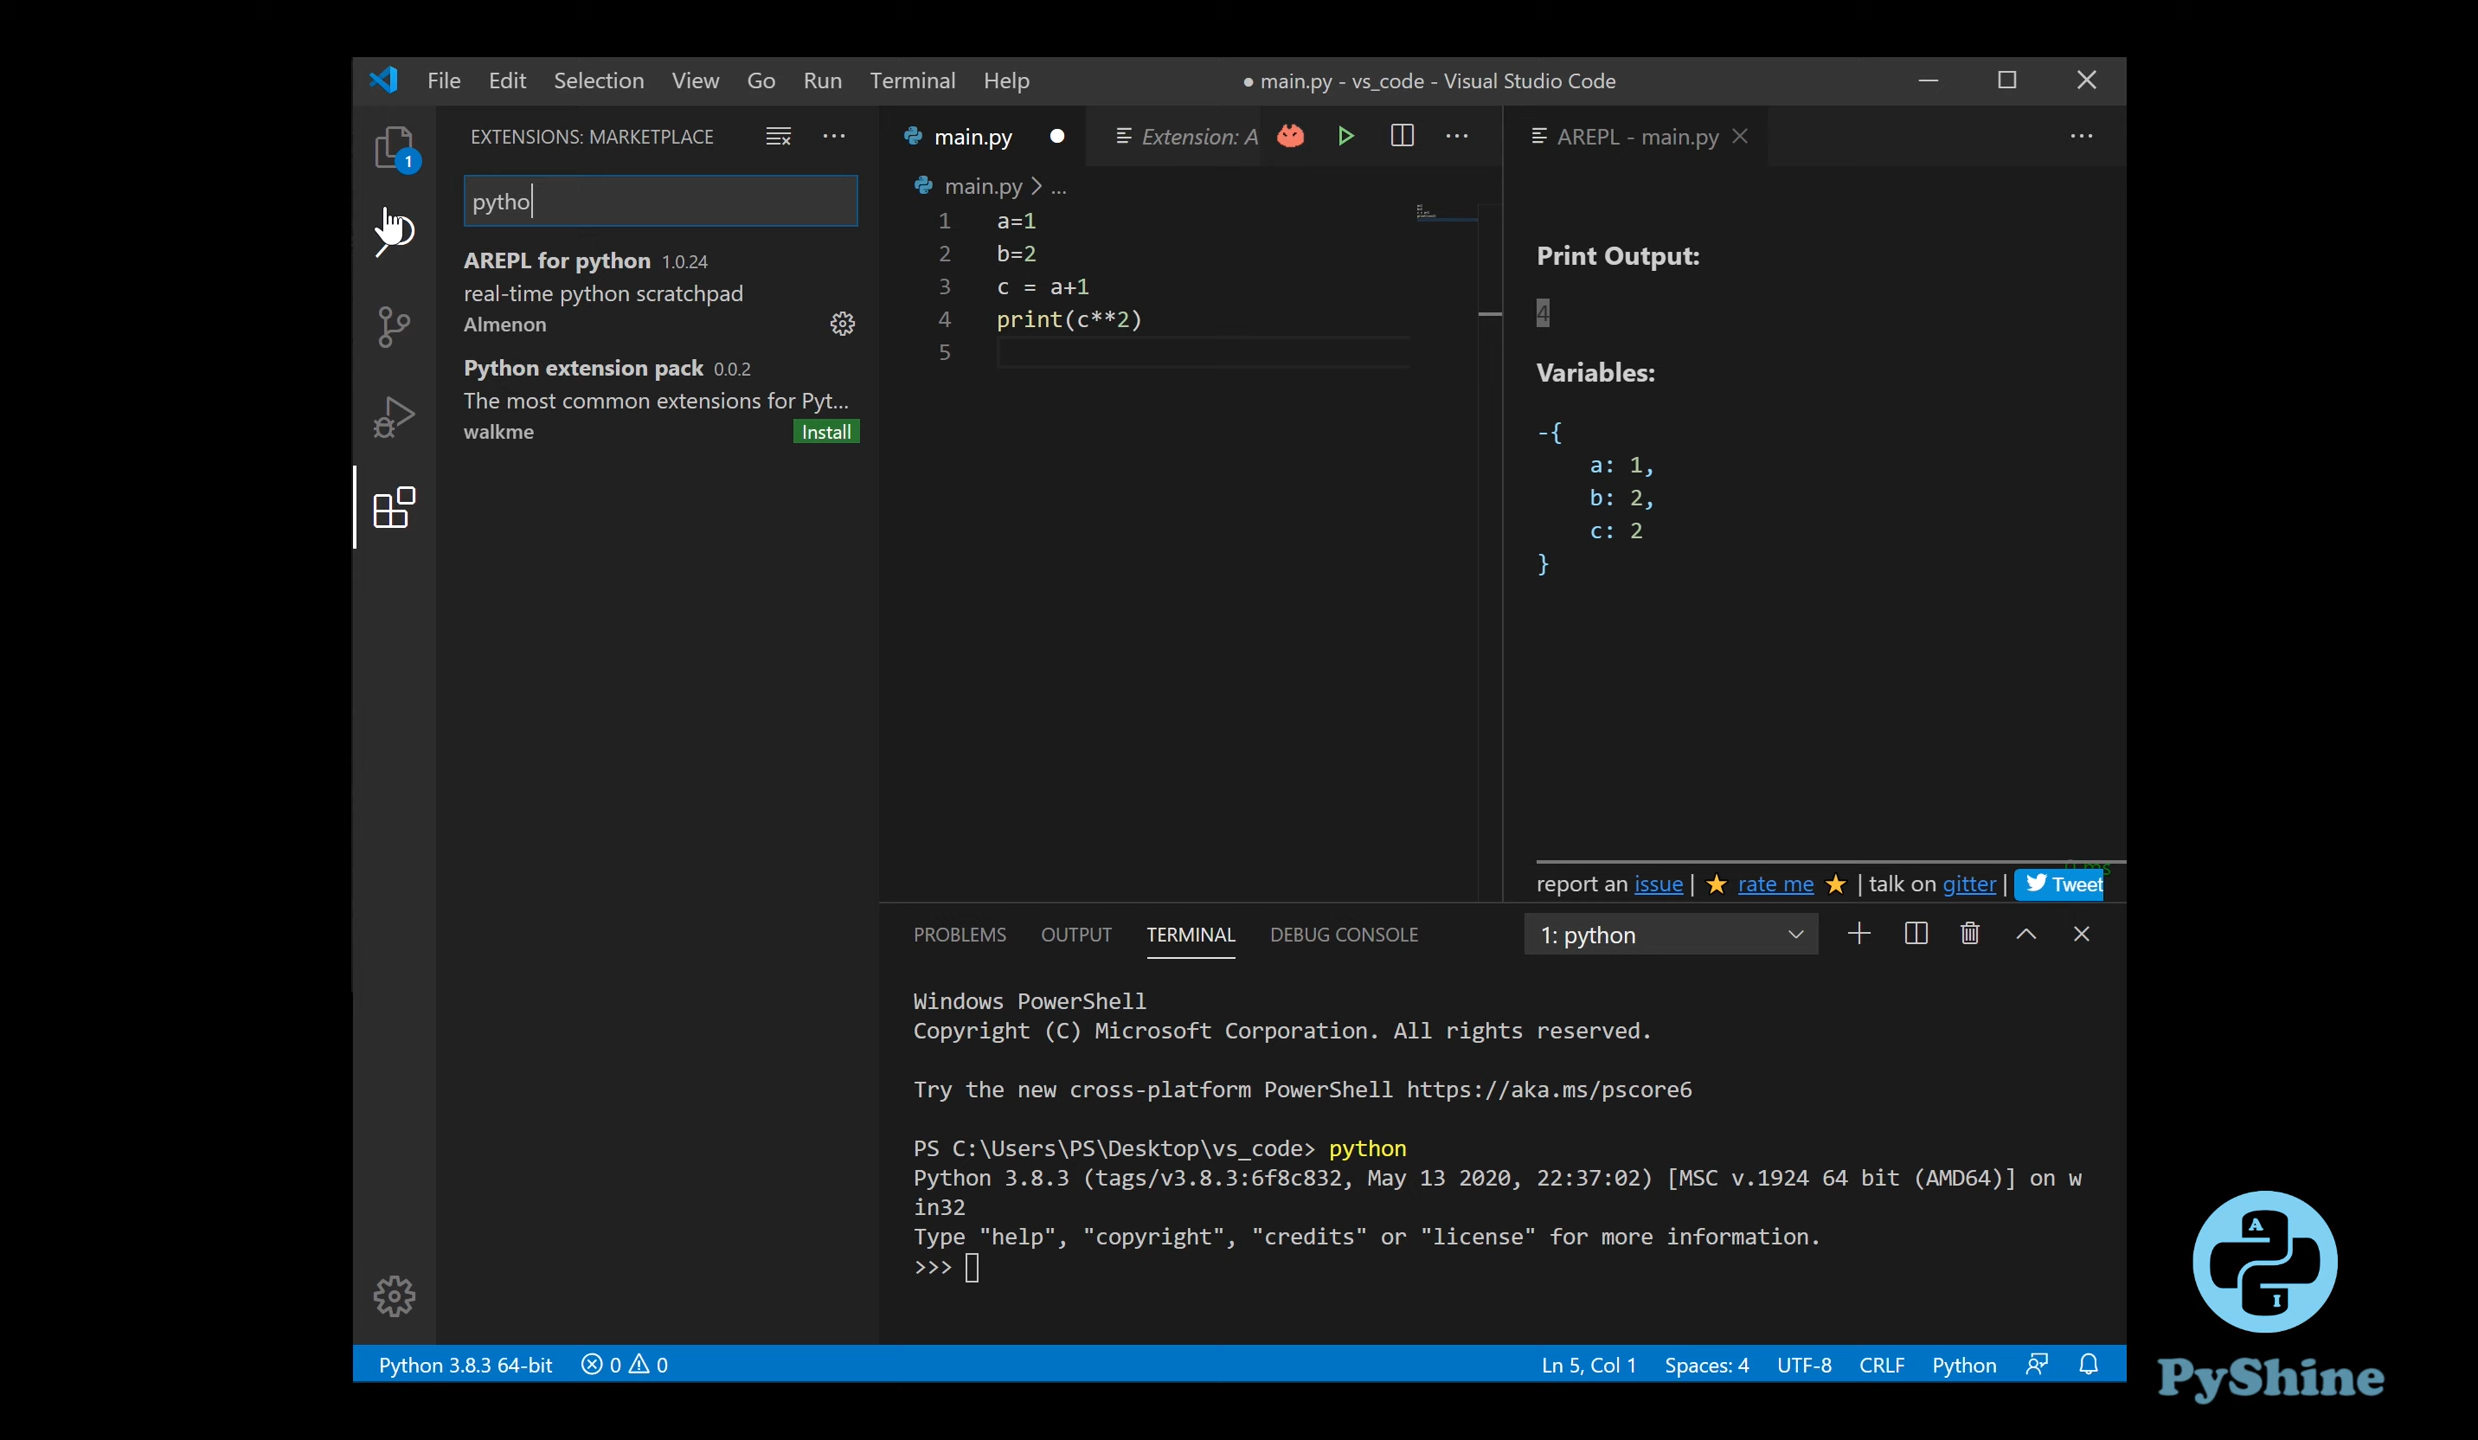 File Edit Selection View Go Run Terminal Help
● main.py - vs_code - Visual Studio Code
1
EXTENSIONS: MARKETPLACE
pytho
AREPL for python 1.0.24
real-time python scratchpad
Almenon
Python extension pack 0.0.2
The most common extensions for Pyt...
walkme
Install
main.py
Extension: A
main.py > ...
1 a=1
2 b=2
3 c = a+1
4 print(c**2)
5
AREPL - main.py
Print Output:
4
Variables:
-{
a: 1,
b: 2,
c: 2
}
report an issue | ⭐ rate me ⭐ | talk on gitter | Tweet
PROBLEMS OUTPUT TERMINAL DEBUG CONSOLE
1: python
Windows PowerShell
Copyright (C) Microsoft Corporation. All rights reserved.
Try the new cross-platform PowerShell https://aka.ms/pscore6
PS C:\Users\PS\Desktop\vs_code> python
Python 3.8.3 (tags/v3.8.3:6f8c832, May 13 2020, 22:37:02) [MSC v.1924 64 bit (AMD64)] on w
in32
Type "help", "copyright", "credits" or "license" for more information.
>>>
Python 3.8.3 64-bit 0 0
Ln 5, Col 1 Spaces: 4 UTF-8 CRLF Python
A
I
PyShine